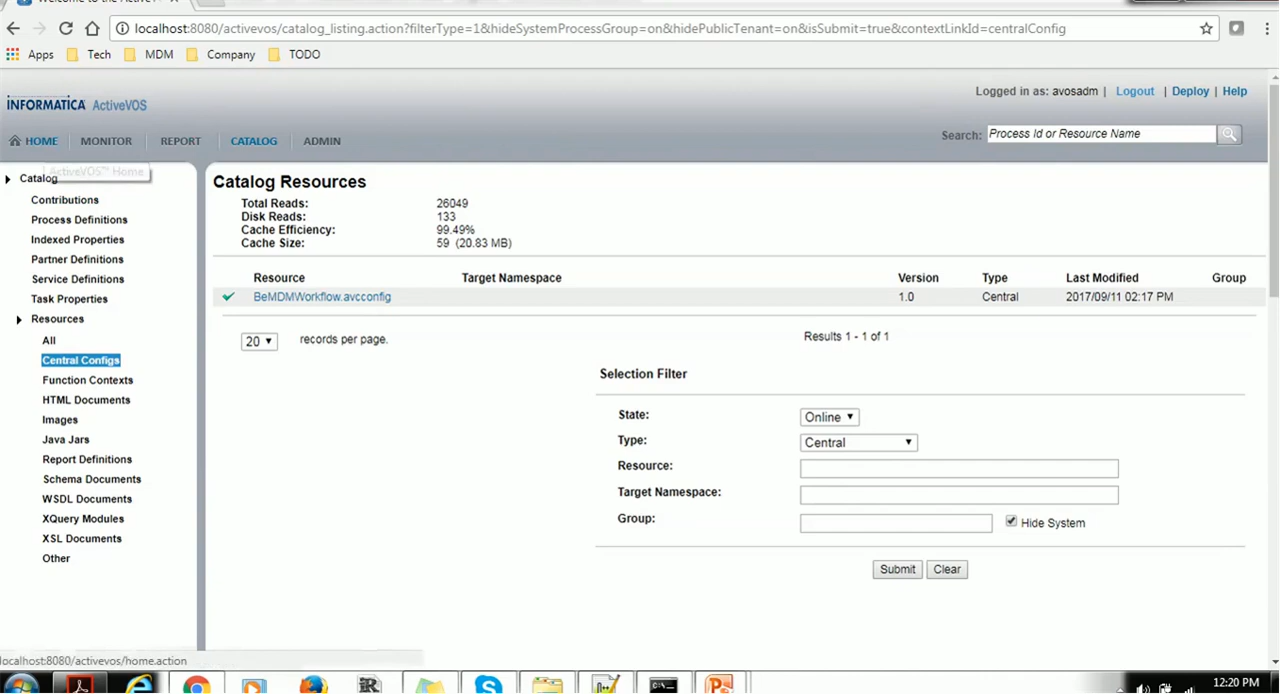 Welcome to the ActiveV
localhost:8080/activevos/catalog_listing.action?filterType=1&hideSystemProcessGroup=on&hidePublicTenant=on&isSubmit=true&contextLinkId=centralConfig
Apps Tech MDM Company TODO
Logged in as: avosadm | Logout | Deploy | Help
INFORMATICA ActiveVOS
HOME MONITOR REPORT CATALOG ADMIN Search: Process Id or Resource Name
ActiveVOS™ Home
Catalog
Contributions
Process Definitions
Indexed Properties
Partner Definitions
Service Definitions
Task Properties
Resources
All
Central Configs
Function Contexts
HTML Documents
Images
Java Jars
Report Definitions
Schema Documents
WSDL Documents
XQuery Modules
XSL Documents
Other
Catalog Resources
Total Reads: 26049
Disk Reads: 133
Cache Efficiency: 99.49%
Cache Size: 59 (20.83 MB)
Resource Target Namespace Version Type Last Modified Group
BeMDMWorkflow.avcconfig 1.0 Central 2017/09/11 02:17 PM
20 records per page. Results 1 - 1 of 1
Selection Filter
State: Online
Type: Central
Resource:
Target Namespace:
Group: Hide System
Submit Clear
localhost:8080/activevos/home.action
12:20 PM